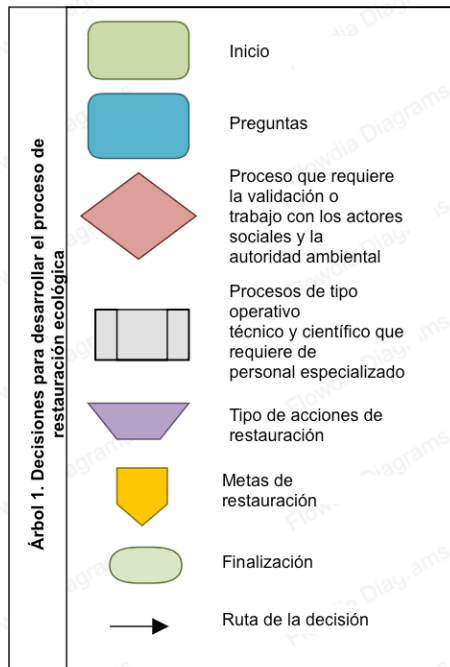 Árbol 1. Decisiones para desarrollar el proceso de
restauración ecológica
Inicio
Preguntas
Proceso que requiere
la validación o
trabajo con los actores
sociales y la
autoridad ambiental
Procesos de tipo
operativo
técnico y científico que
requiere de
personal especializado
Tipo de acciones de
restauración
Metas de
restauración
Finalización
Ruta de la decisión
Flowdia Diagrams